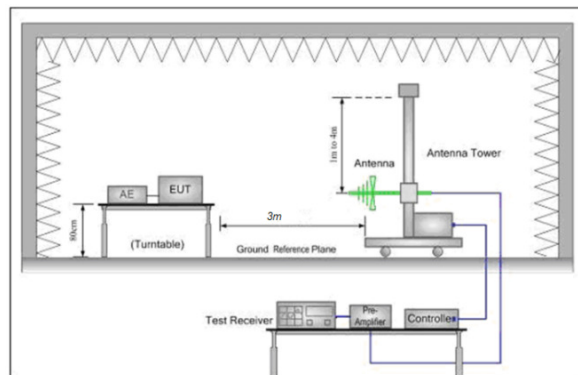 1m to 4m
Antenna
Antenna Tower
AE
EUT
3m
80cm
(Turntable)
Ground Reference Plane
Test Receiver
Pre-
Amplifier
Controller